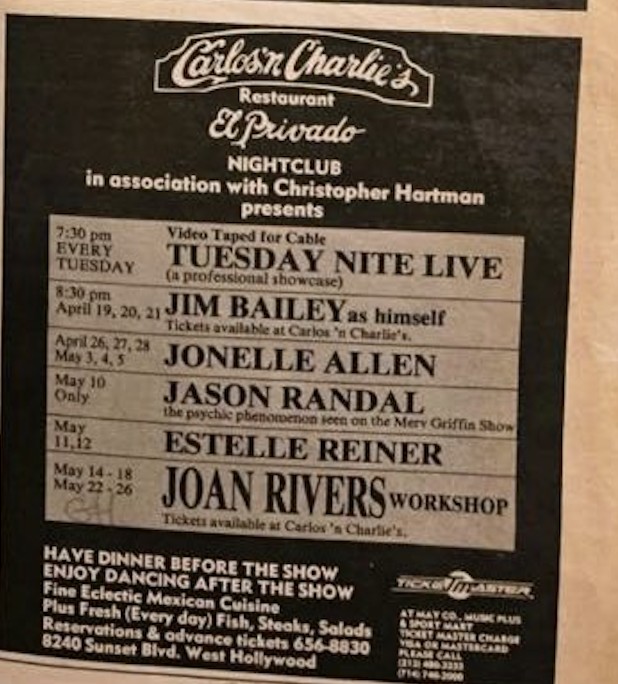 Carlos'n Charlie's
Restaurant
El Privado
NIGHTCLUB
in association with Christopher Hartman
presents
7:30 pm
EVERY
TUESDAY
Video Taped for Cable
TUESDAY NITE LIVE
(a professional showcase)
8:30 pm
April 19, 20, 21
JIM BAILEY as himself
Tickets available at Carlos 'n Charlie's.
April 26, 27, 28
May 3, 4, 5
JONELLE ALLEN
May 10
Only
JASON RANDAL
the psychic phenomenon seen on the Merv Griffin Show
May
11,12
ESTELLE REINER
May 14 - 18
May 22 - 26
JOAN RIVERS WORKSHOP
Tickets available at Carlos 'n Charlie's.
HAVE DINNER BEFORE THE SHOW
ENJOY DANCING AFTER THE SHOW
Fine Eclectic Mexican Cuisine
Plus Fresh (Every day) Fish, Steaks, Salads
Reservations & advance tickets 656-8830
8240 Sunset Blvd. West Hollywood
TICKETMASTER
AT MAY CO., MUSIC PLUS
& SPORT MART
TICKET MASTER CHARGE
VISA OR MASTERCARD
PLEASE CALL
(213)
(714)